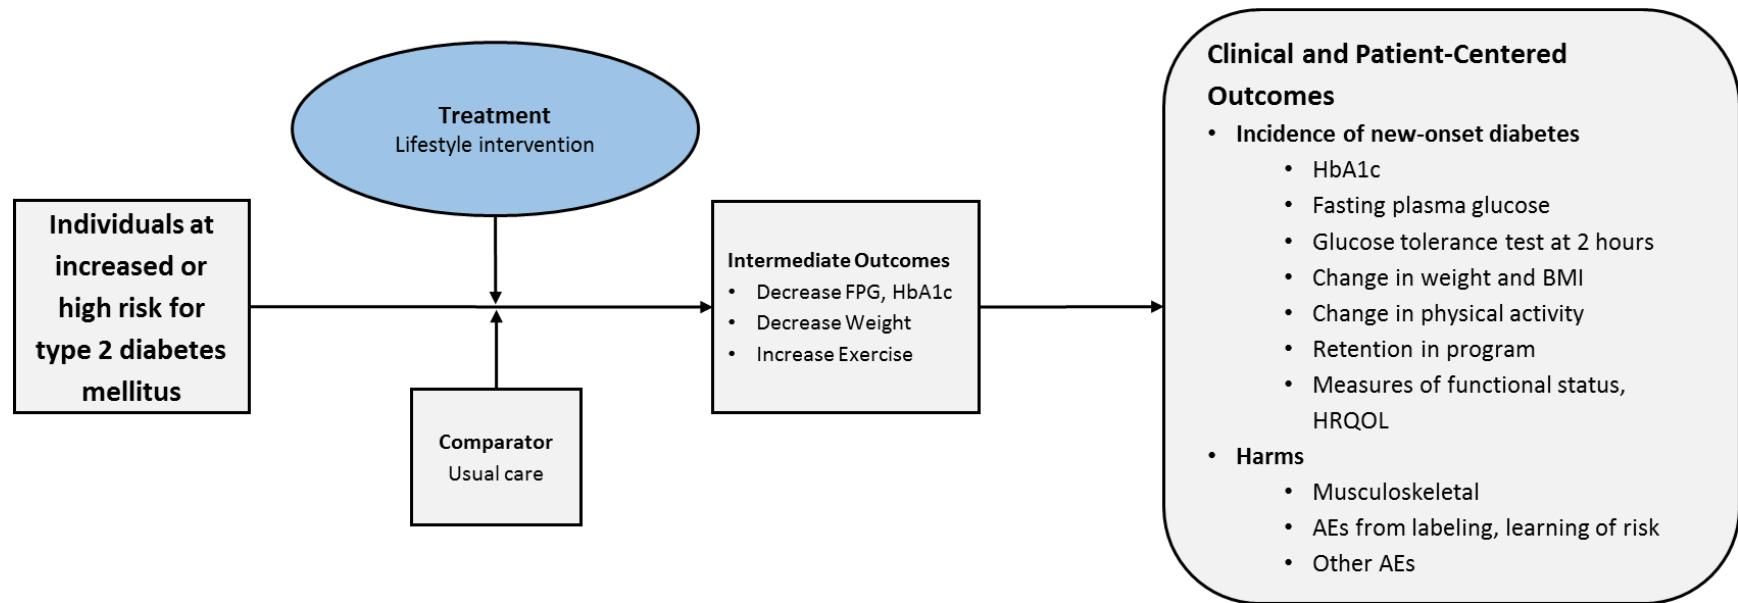 Individuals at
increased or
high risk for
type 2 diabetes
mellitus
Treatment
Lifestyle intervention
Comparator
Usual care
Intermediate Outcomes
• Decrease FPG, HbA1c
• Decrease Weight
• Increase Exercise
Clinical and Patient-Centered
Outcomes
• Incidence of new-onset diabetes
• HbA1c
• Fasting plasma glucose
• Glucose tolerance test at 2 hours
• Change in weight and BMI
• Change in physical activity
• Retention in program
• Measures of functional status,
HRQOL
• Harms
• Musculoskeletal
• AEs from labeling, learning of risk
• Other AEs